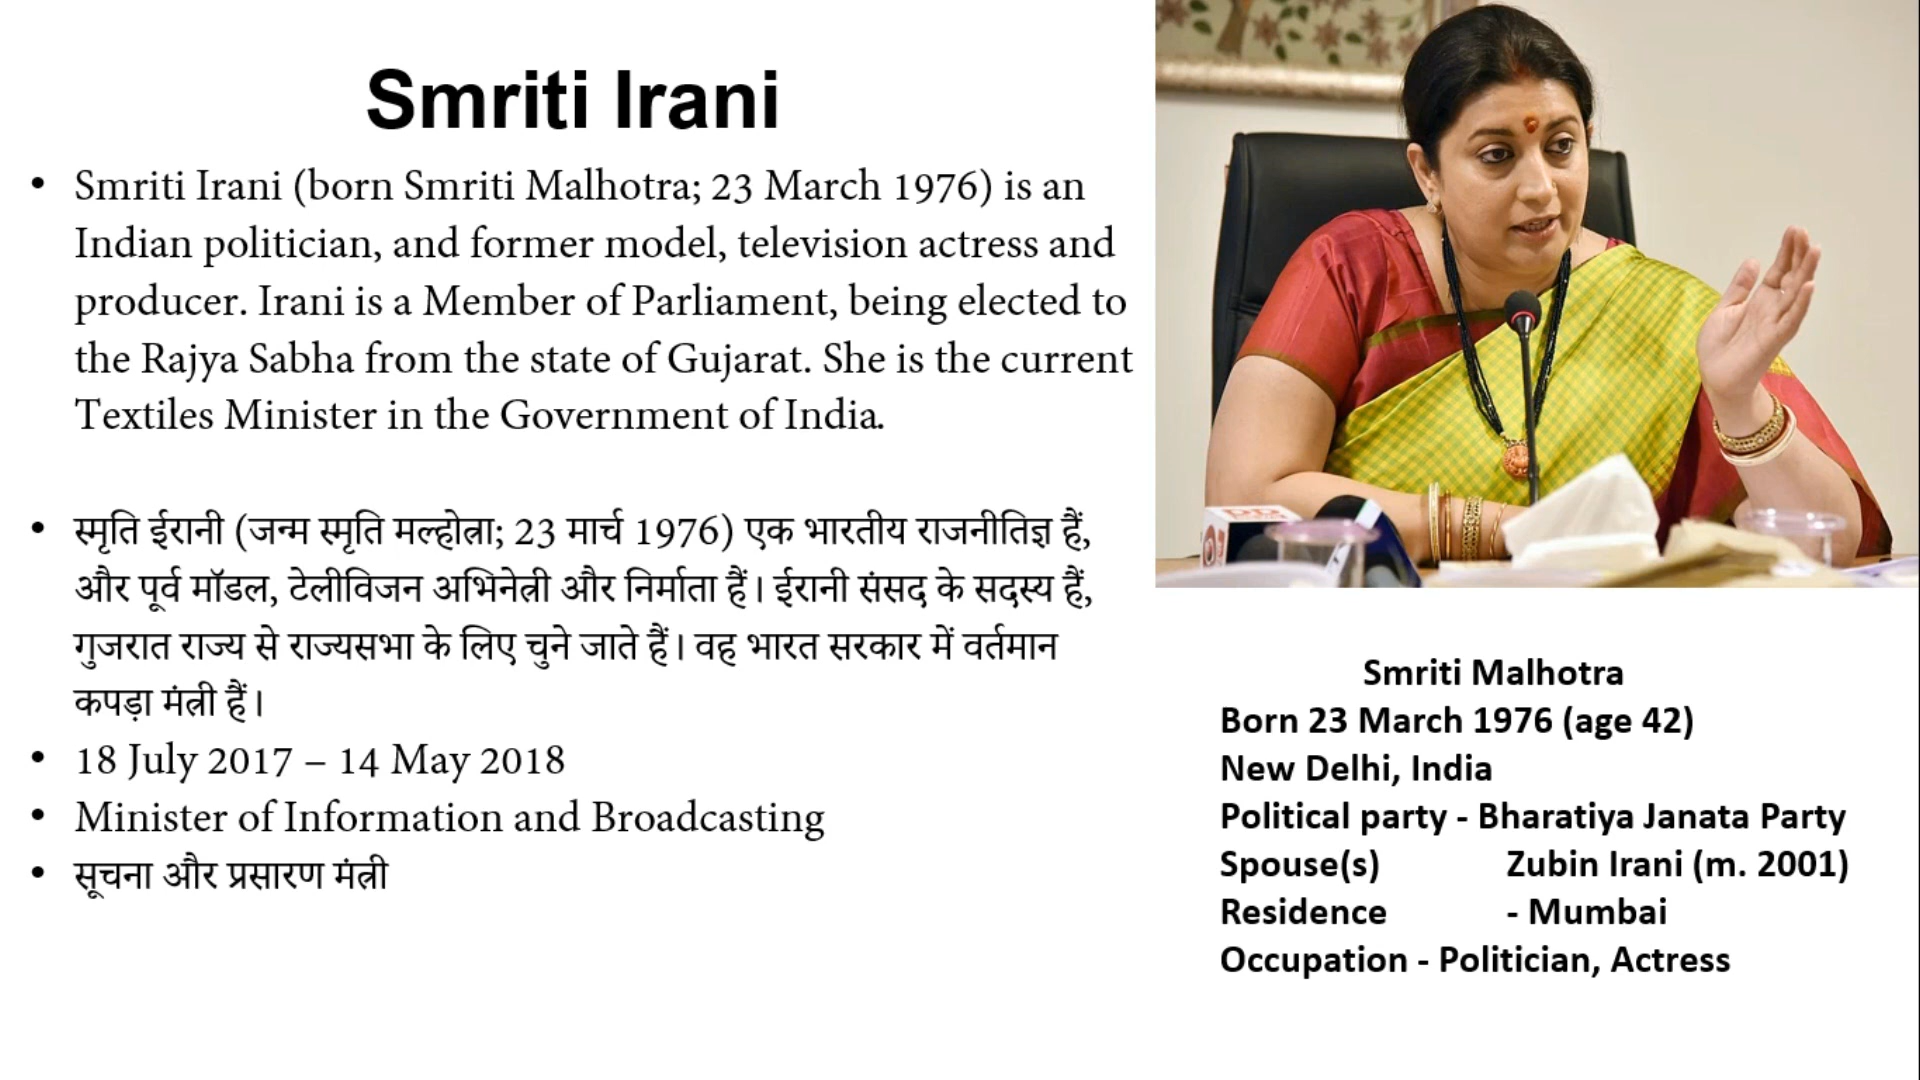 Smriti Irani
• Smriti Irani (born Smriti Malhotra; 23 March 1976) is an
Indian politician, and former model, television actress and
producer. Irani is a Member of Parliament, being elected to
the Rajya Sabha from the state of Gujarat. She is the current
Textiles Minister in the Government of India.
• स्मृति ईरानी (जन्म स्मृति मल्होत्रा; 23 मार्च 1976) एक भारतीय राजनीतिज्ञ हैं,
और पूर्व मॉडल, टेलीविजन अभिनेत्री और निर्माता हैं। ईरानी संसद के सदस्य हैं,
गुजरात राज्य से राज्यसभा के लिए चुने जाते हैं। वह भारत सरकार में वर्तमान
कपड़ा मंत्री हैं।
• 18 July 2017 – 14 May 2018
• Minister of Information and Broadcasting
• सूचना और प्रसारण मंत्री
Smriti Malhotra
Born 23 March 1976 (age 42)
New Delhi, India
Political party - Bharatiya Janata Party
Spouse(s) Zubin Irani (m. 2001)
Residence - Mumbai
Occupation - Politician, Actress